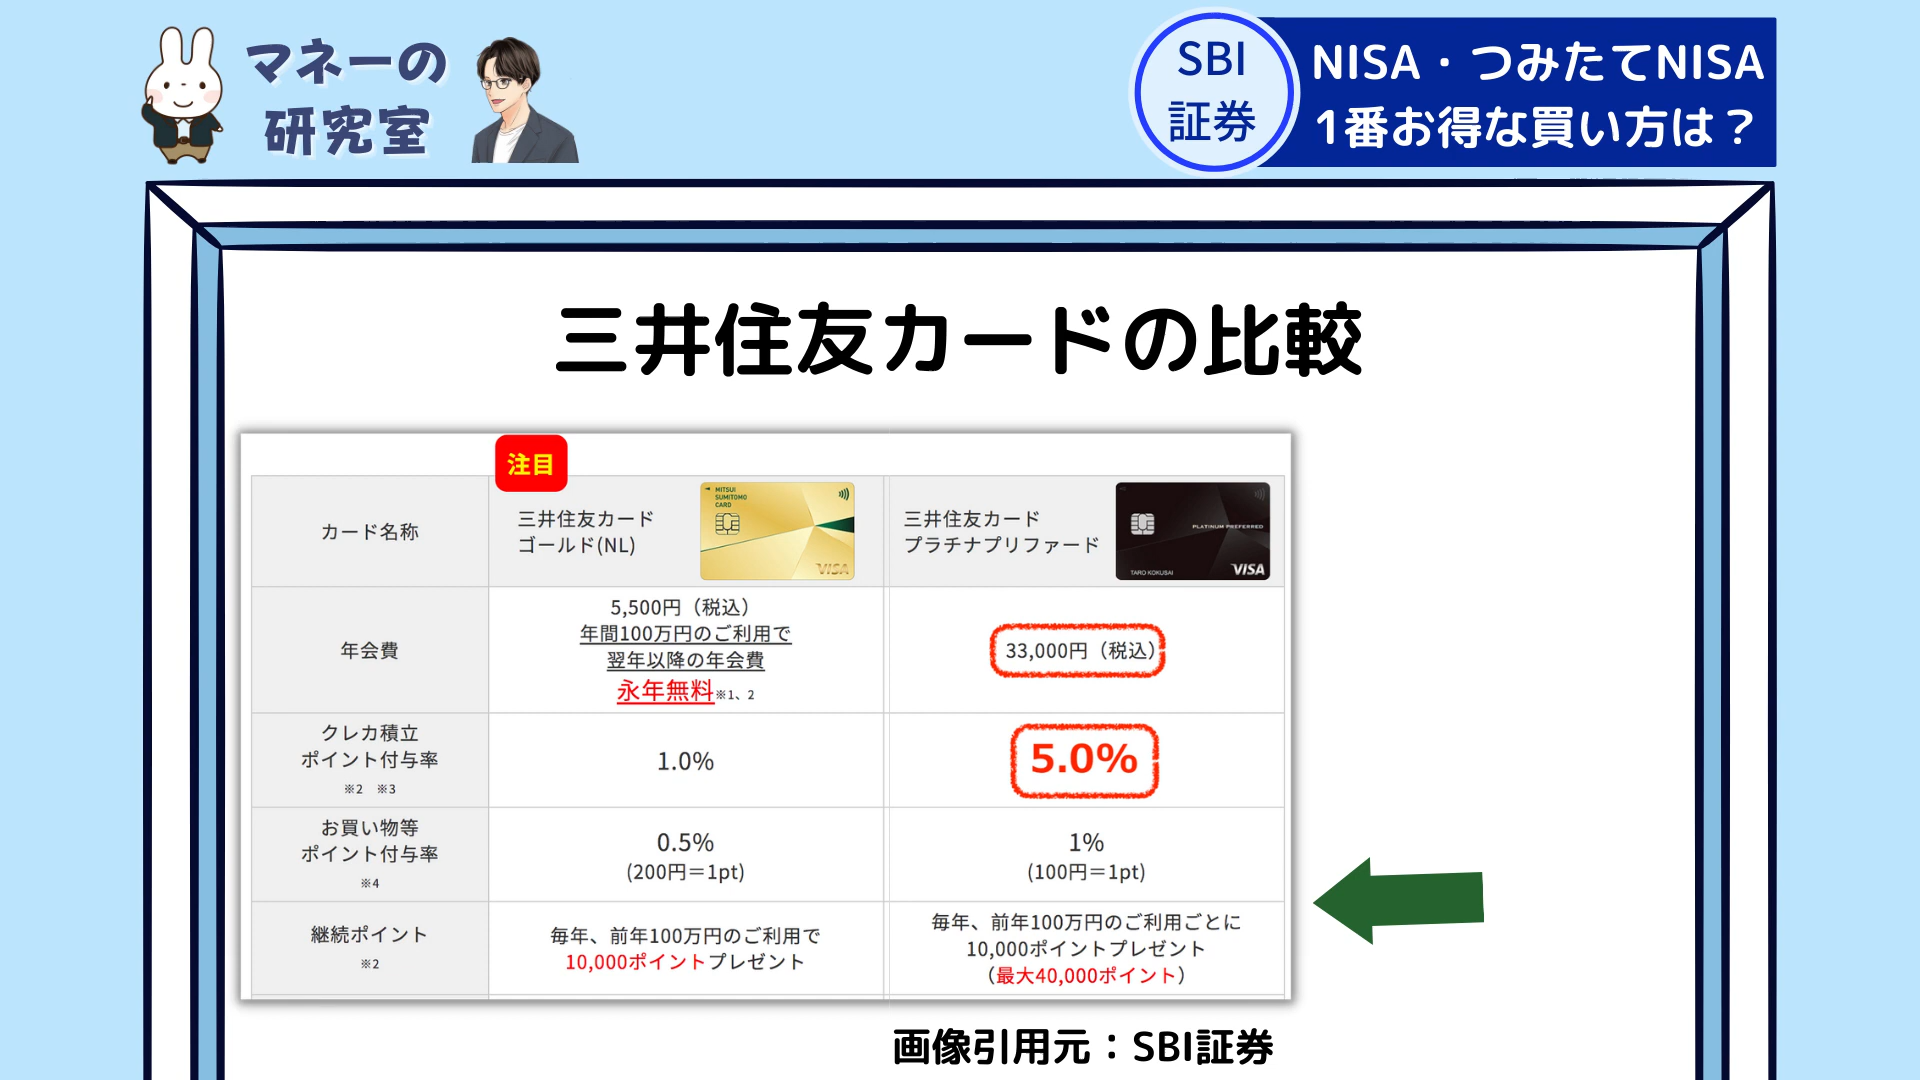 マネーの
研究室
SBI
証券
NISA・つみたてNISA
1番お得な買い方は？
三井住友カードの比較
注目
カード名称
三井住友カード
ゴールド(NL)
MITSUI
SUMITOMO
CARD
VISA
三井住友カード
プラチナプリファード
PLATINUM PREFERRED
TARO KOKUSAI
VISA
年会費
5,500円（税込）
年間100万円のご利用で
翌年以降の年会費
永年無料※1、2
33,000円（税込）
クレカ積立
ポイント付与率
※2 ※3
1.0%
5.0%
お買い物等
ポイント付与率
※4
0.5%
(200円＝1pt)
1%
(100円＝1pt)
継続ポイント
※2
毎年、前年100万円のご利用で
10,000ポイントプレゼント
毎年、前年100万円のご利用ごとに
10,000ポイントプレゼント
（最大40,000ポイント）
画像引用元：SBI証券